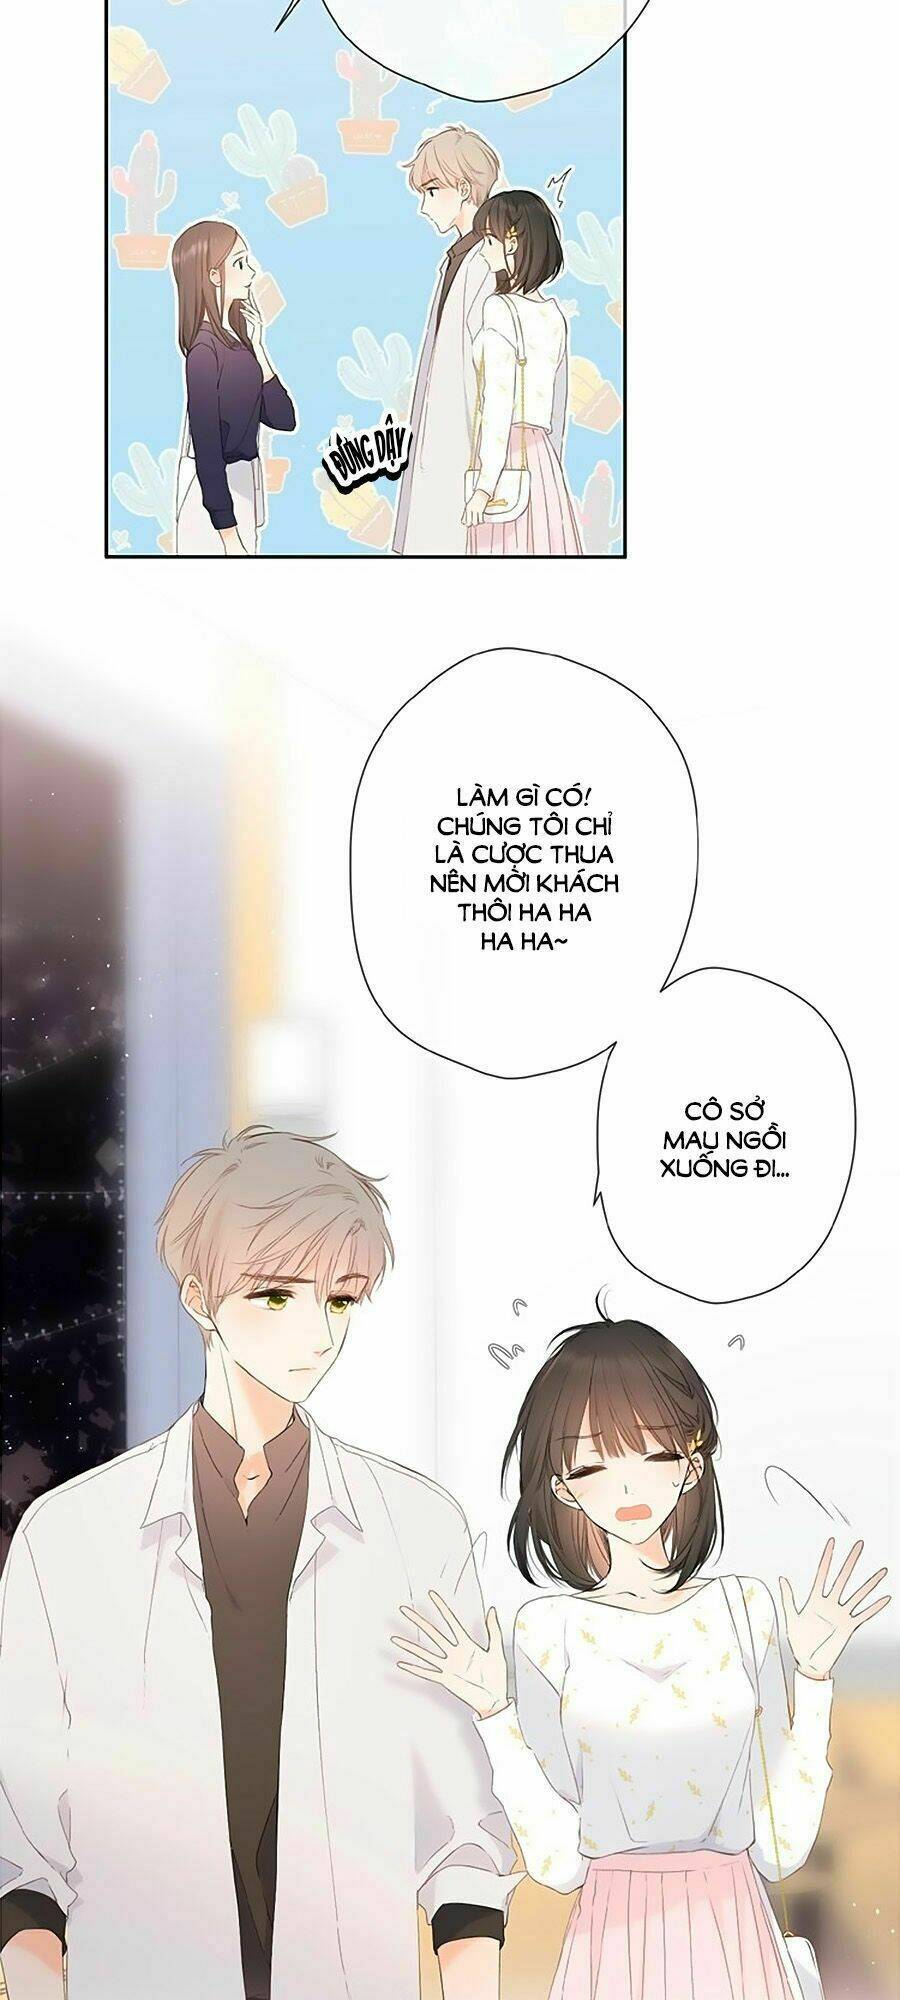 ĐỨNG DẬY
LÀM GÌ CÓ!
CHÚNG TÔI CHỈ
LÀ CƯỢC THUA
NÊN MỜI KHÁCH
THÔI HA HA
HA HA~
CÔ SỞ
MAU NGỒI
XUỐNG ĐI...